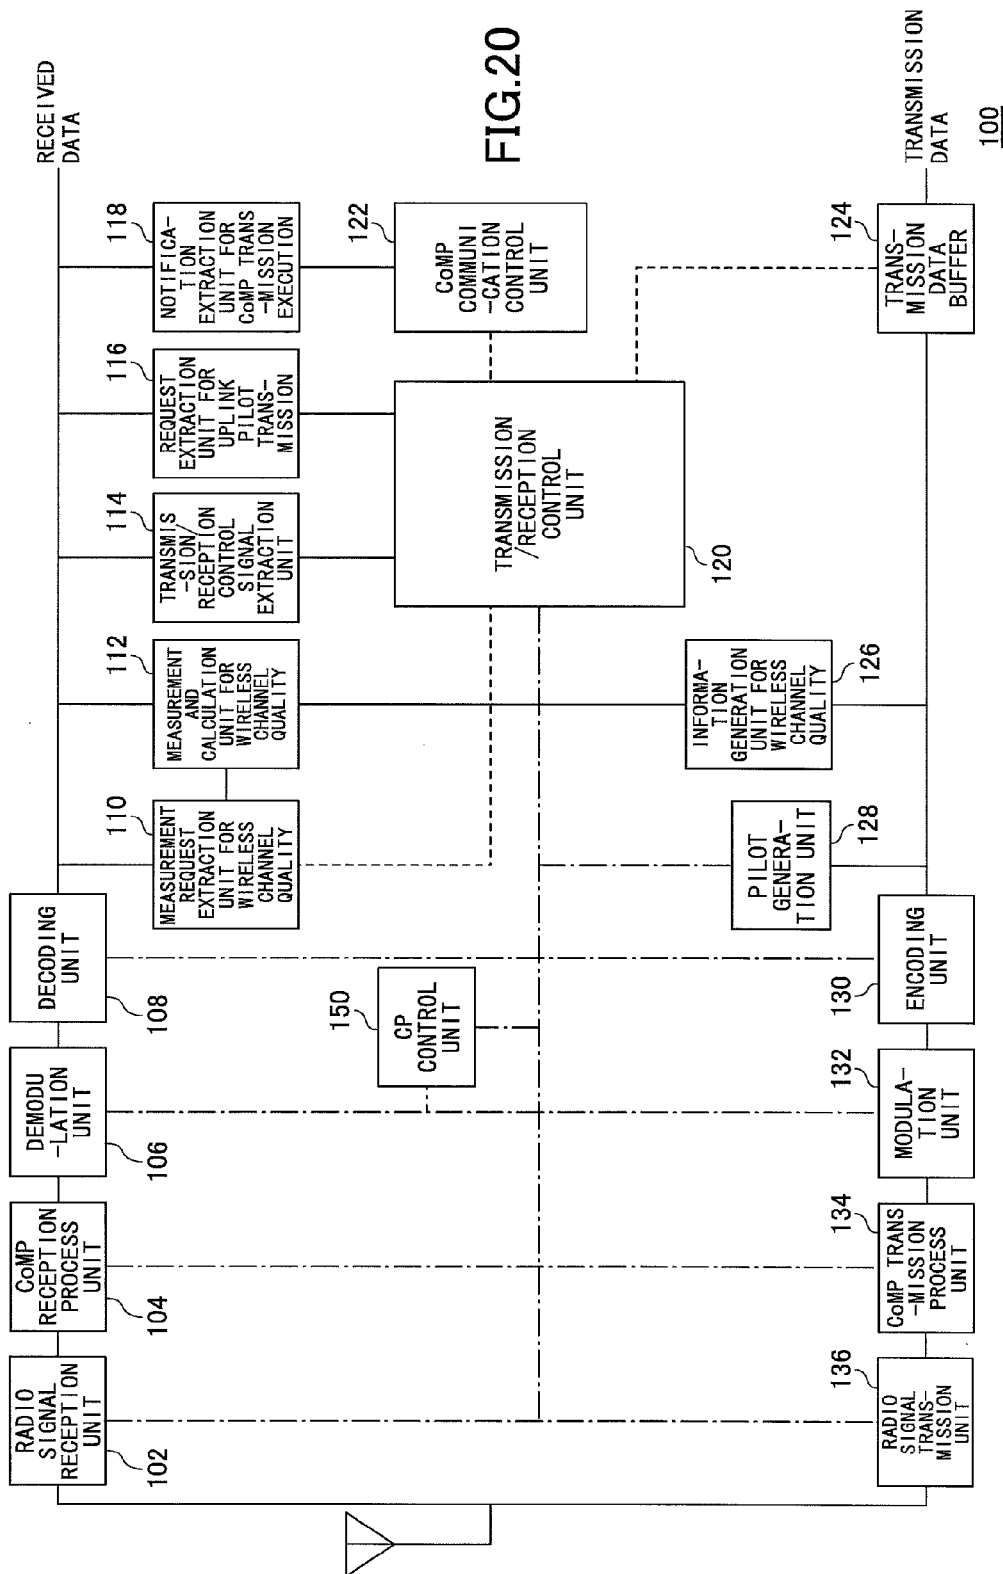 RECEIVED
DATA
FIG.20
TRANSMISSION
DATA
100
RADIO
SIGNAL
RECEPTION
UNIT
102
CoMP
RECEPTION
PROCESS
UNIT
104
DEMODU
-LATION
UNIT
106
DECODING
UNIT
108
110
MEASUREMENT
REQUEST
EXTRACTION
UNIT FOR
WIRELESS
CHANNEL
QUALITY
112
MEASUREMENT
AND
CALCULATION
UNIT FOR
WIRELESS
CHANNEL
QUALITY
114
TRANSMIS
-SION/
RECEPTION
CONTROL
SIGNAL
EXTRACTION
UNIT
116
REQUEST
EXTRACTION
UNIT FOR
UPLINK
PILOT
TRANS-
MISSION
118
NOTIFICA-
TION
EXTRACTION
UNIT FOR
CoMP TRANS
-MISSION
EXECUTION
150
CP
CONTROL
UNIT
TRANSMISSION
/RECEPTION
CONTROL
UNIT
120
122
CoMP
COMMUNI
-CATION
CONTROL
UNIT
136
RADIO
SIGNAL
TRANS-
MISSION
UNIT
134
CoMP TRANS
-MISSION
PROCESS
UNIT
132
MODULA-
TION
UNIT
130
ENCODING
UNIT
PILOT
GENERA-
TION UNIT
128
INFORMA-
TION
GENERATION
UNIT FOR
WIRELESS
CHANNEL
QUALITY
126
124
TRANS-
MISSION
DATA
BUFFER